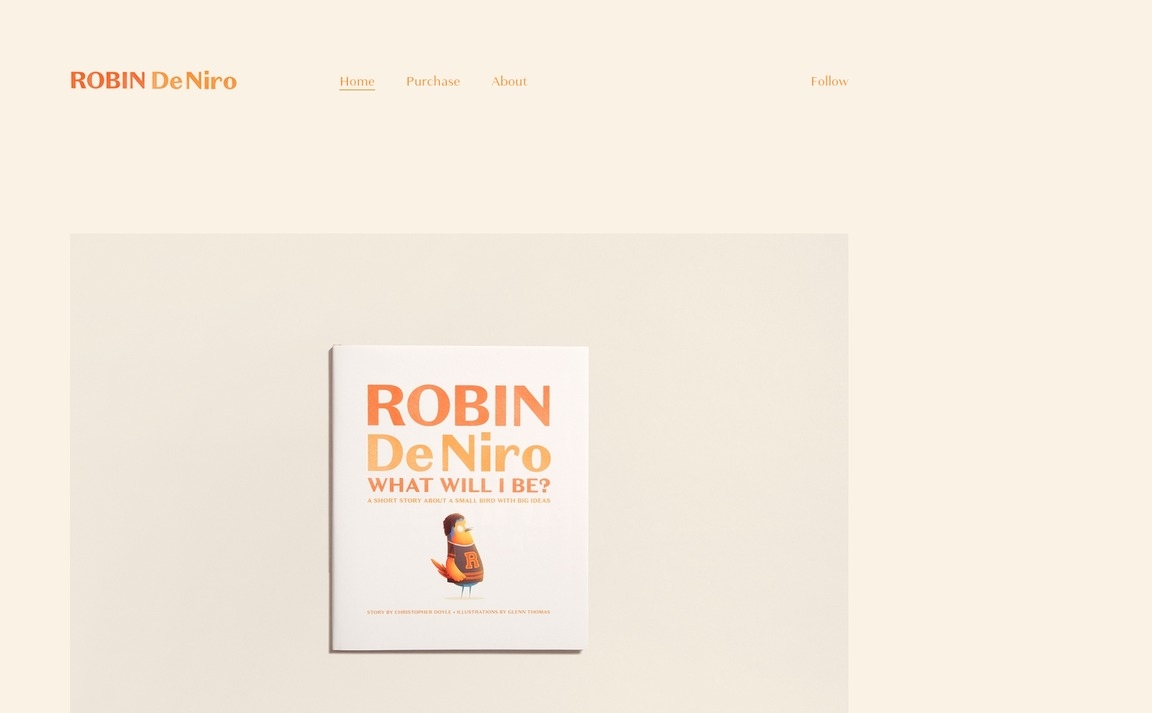 ROBIN De Niro
Home
Purchase
About
Follow
ROBIN
De Niro
WHAT WILL I BE?
A SHORT STORY ABOUT A SMALL BIRD WITH BIG IDEAS
R
STORY BY CHRISTOPHER DOYLE • ILLUSTRATIONS BY GLENN THOMAS